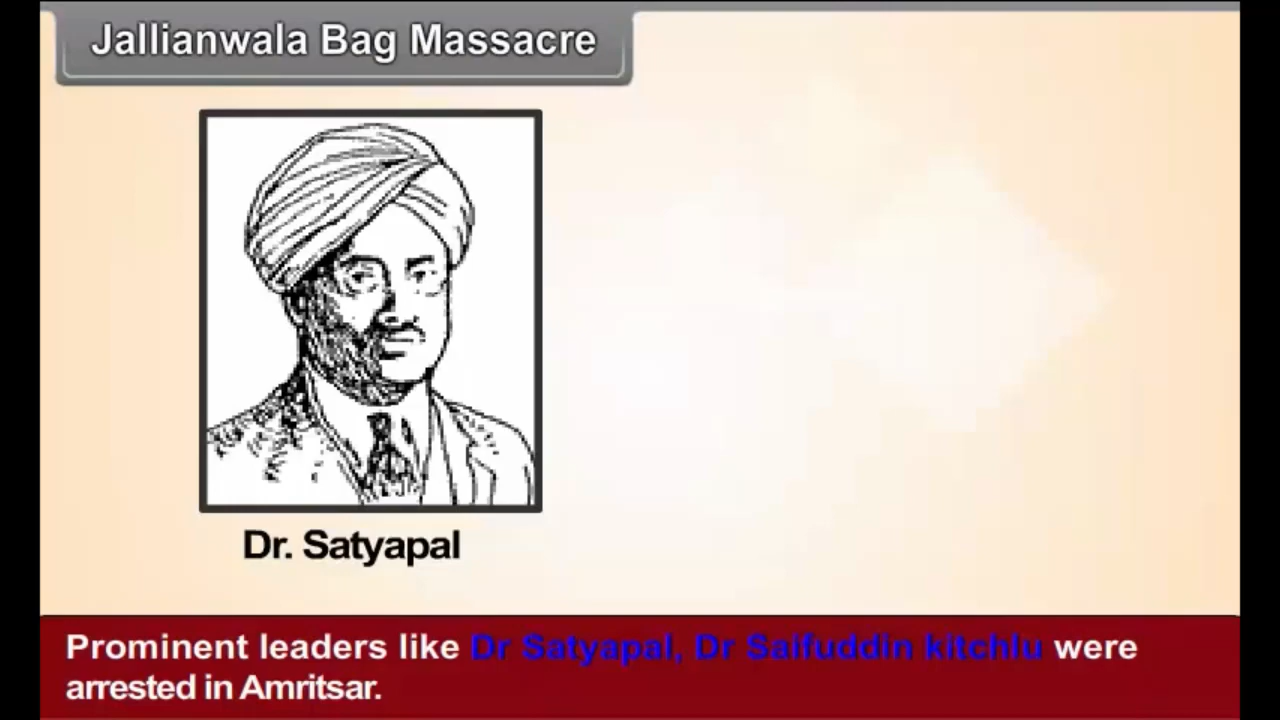 Jallianwala Bag Massacre
Dr. Satyapal
Prominent leaders like Dr Satyapal, Dr Saifuddin kitchlu were
arrested in Amritsar.